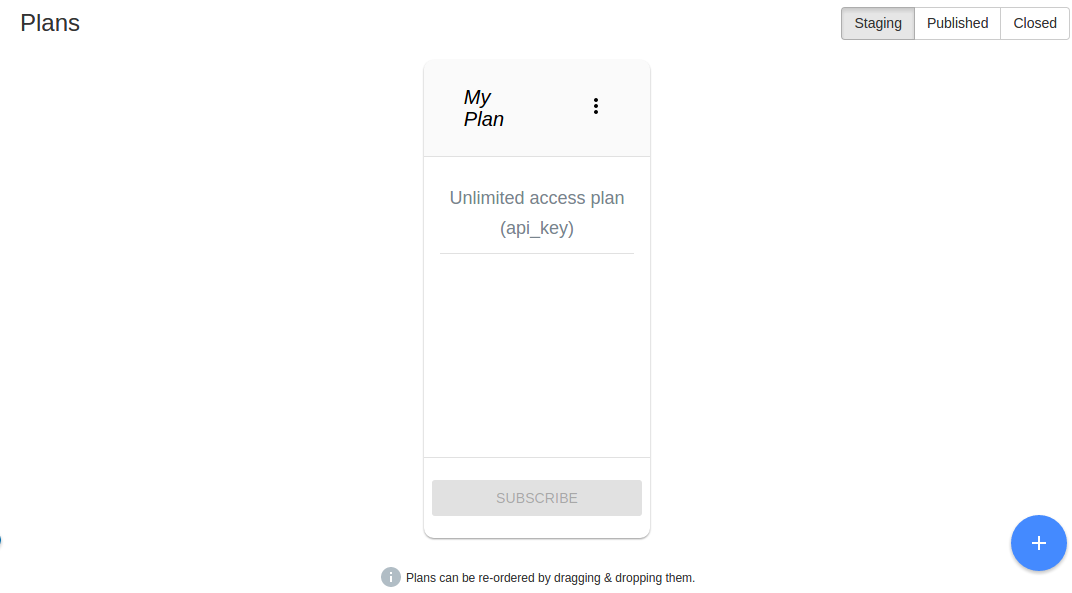 Plans
Staging Published Closed
My
Plan
Unlimited access plan
(api_key)
SUBSCRIBE
Plans can be re-ordered by dragging & dropping them.